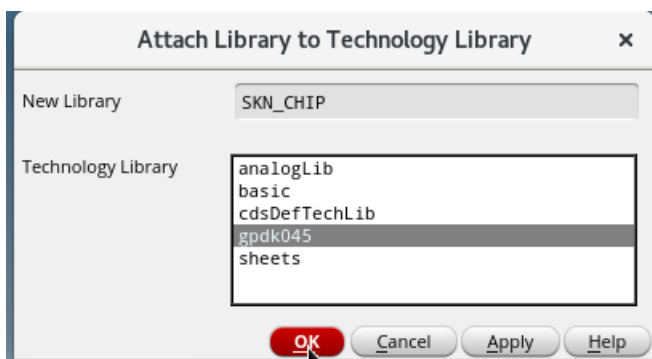 Attach Library to Technology Library ×
New Library SKN_CHIP
Technology Library analogLib
basic
cdsDefTechLib
gpdk045
sheets
OK Cancel Apply Help